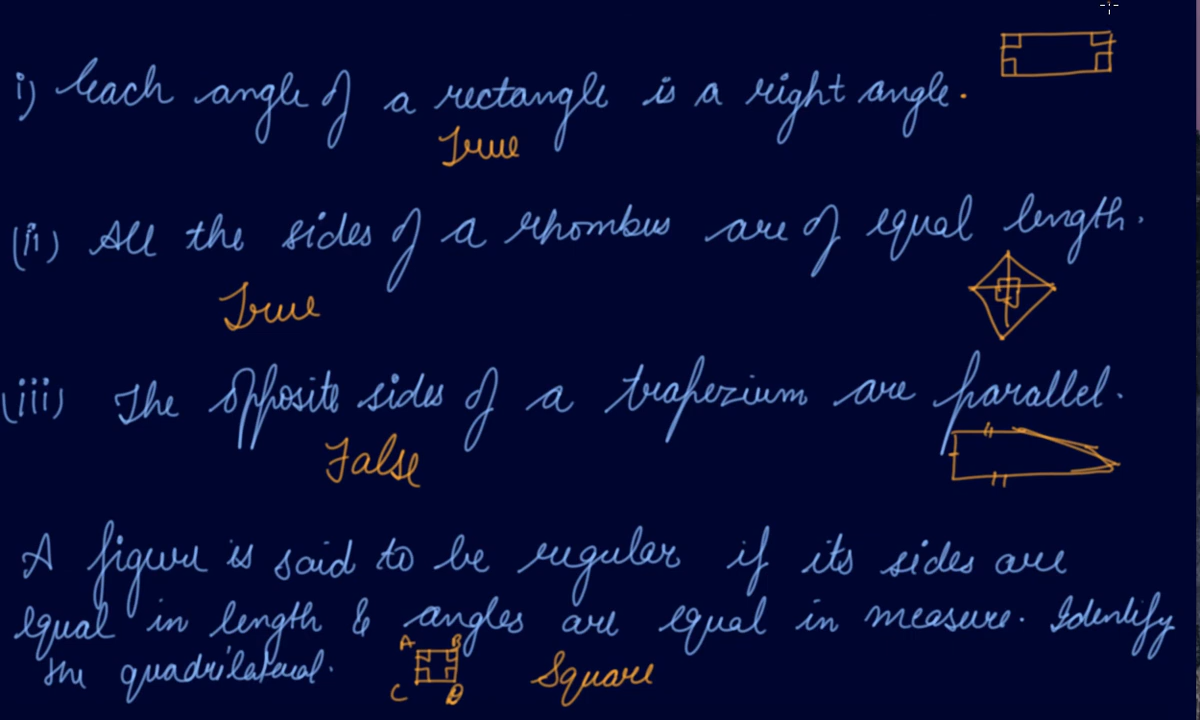 i) Each angle of a rectangle is a right angle.
True
(ii) All the sides of a rhombus are of equal length.
True
(iii) The opposite sides of a trapezium are parallel.
False
A figure is said to be regular if its sides are
equal in length & angles are equal in measure. Identify
the quadrilateral.
A B
C D
Square